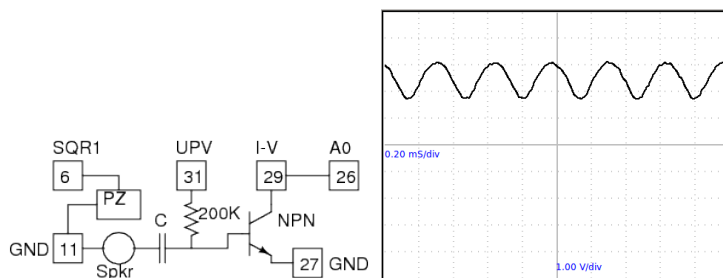 SQR1 UPV I-V A0
6 31 29 26
PZ
200K NPN
C
GND 11 27 GND
Spkr
0.20 mS/div
1.00 V/div